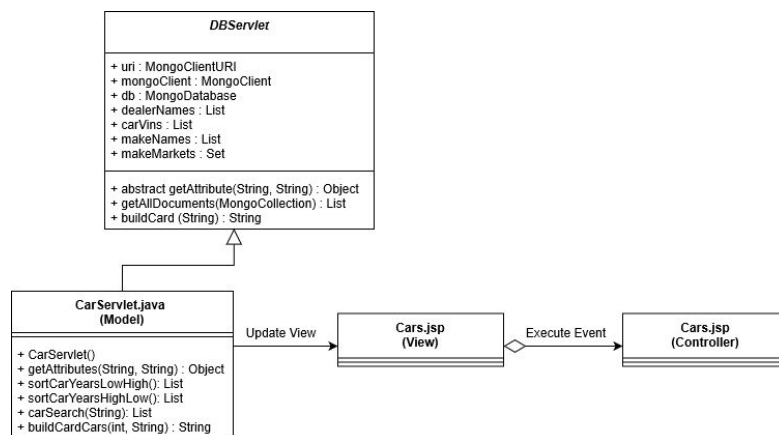 DBServlet
+ uri : MongoClientURI
+ mongoClient : MongoClient
+ db : MongoDatabase
+ dealerNames : List
+ carVins : List
+ makeNames : List
+ makeMarkets : Set
+ abstract getAttribute(String, String) : Object
+ getAllDocuments(MongoCollection) : List
+ buildCard (String) : String
CarServlet.java
(Model)
+ CarServlet()
+ getAttributes(String, String) : Object
+ sortCarYearsLowHigh(): List
+ sortCarYearsHighLow(): List
+ carSearch(String): List
+ buildCardCars(int, String) : String
Update View
Cars.jsp
(View)
Execute Event
Cars.jsp
(Controller)